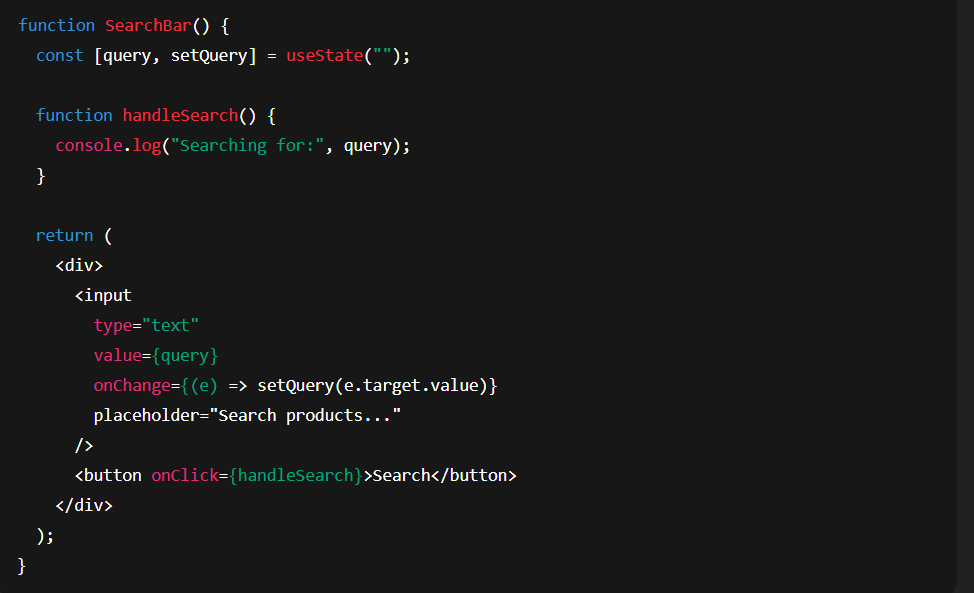 function SearchBar() {
  const [query, setQuery] = useState("");

  function handleSearch() {
    console.log("Searching for:", query);
  }

  return (
    <div>
      <input
        type="text"
        value={query}
        onChange={(e) => setQuery(e.target.value)}
        placeholder="Search products..."
      />
      <button onClick={handleSearch}>Search</button>
    </div>
  );
}